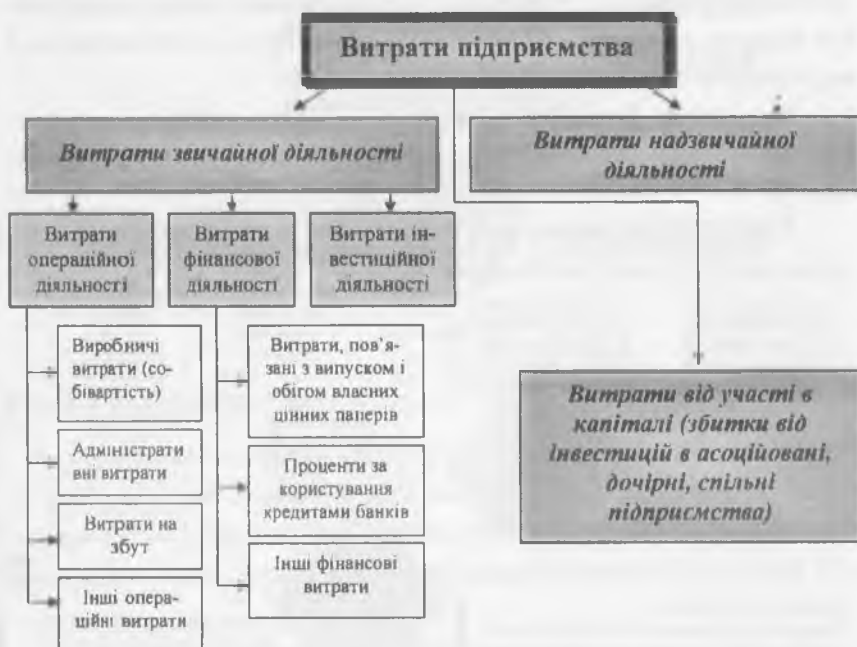 Витрати підприємства
Витрати звичайної діяльності
Витрати надзвичайної
діяльності
Витрати
операційної
діяльності
Витрати
фінансової
діяльності
Витрати ін-
вестиційної
діяльності
Виробничі
витрати (со-
бівартість)
Адміністрати
вні витрати
Витрати на
збут
Інші опера-
ційні витрати
Витрати, пов'я-
зані з випуском і
обігом власних
цінних паперів
Проценти за
користування
кредитами банків
Інші фінансові
витрати
Витрати від участі в
капіталі (збитки від
інвестицій в асоційовані,
дочірні, спільні
підприємства)